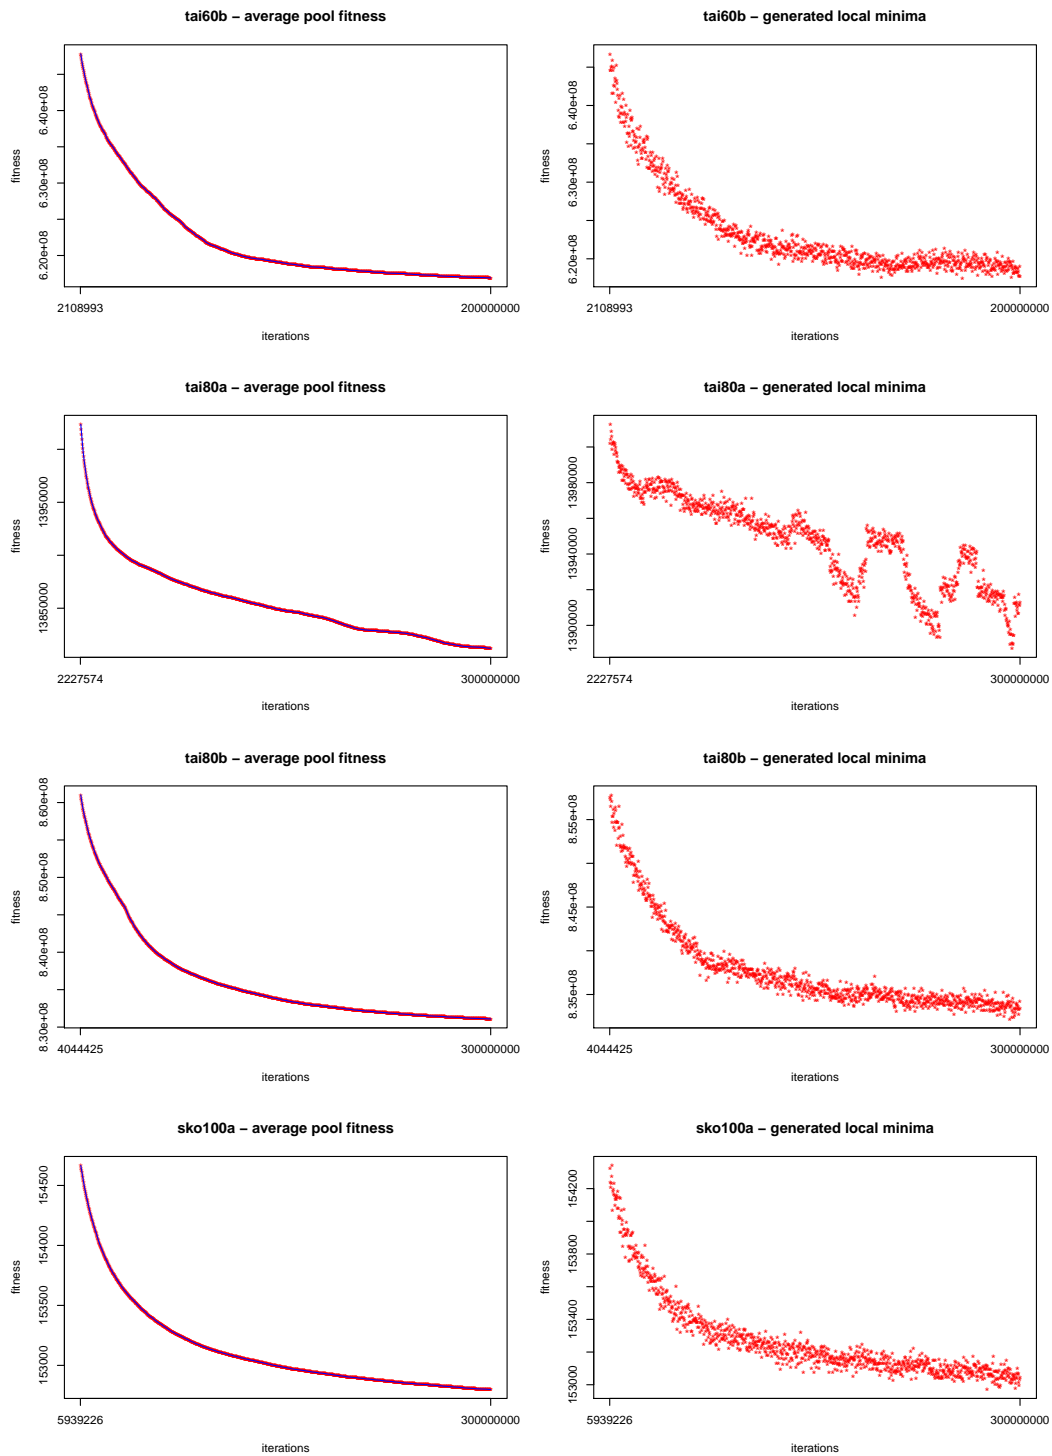 tai60b – average pool fitness
fitness
6.20e+08 6.30e+08 6.40e+08
2108993 200000000
iterations
tai60b – generated local minima
fitness
6.20e+08 6.30e+08 6.40e+08
2108993 200000000
iterations
tai80a – average pool fitness
fitness
13850000 13950000
2227574 300000000
iterations
tai80a – generated local minima
fitness
13900000 13940000 13980000
2227574 300000000
iterations
tai80b – average pool fitness
fitness
8.30e+08 8.40e+08 8.50e+08 8.60e+08
4044425 300000000
iterations
tai80b – generated local minima
fitness
8.35e+08 8.45e+08 8.55e+08
4044425 300000000
iterations
sko100a – average pool fitness
fitness
153000 153500 154000 154500
5939226 300000000
iterations
sko100a – generated local minima
fitness
153000 153400 153800 154200
5939226 300000000
iterations